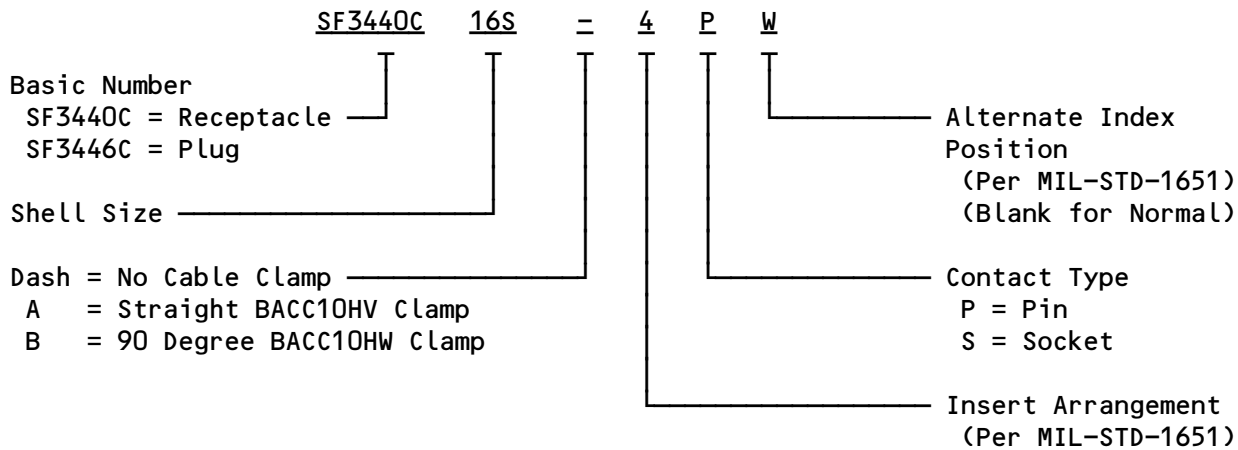 SF3440C 16S - 4 P W
Basic Number
SF3440C = Receptacle
SF3446C = Plug
Shell Size
Dash = No Cable Clamp
A = Straight BACC10HV Clamp
B = 90 Degree BACC10HW Clamp
Alternate Index
Position
(Per MIL-STD-1651)
(Blank for Normal)
Contact Type
P = Pin
S = Socket
Insert Arrangement
(Per MIL-STD-1651)